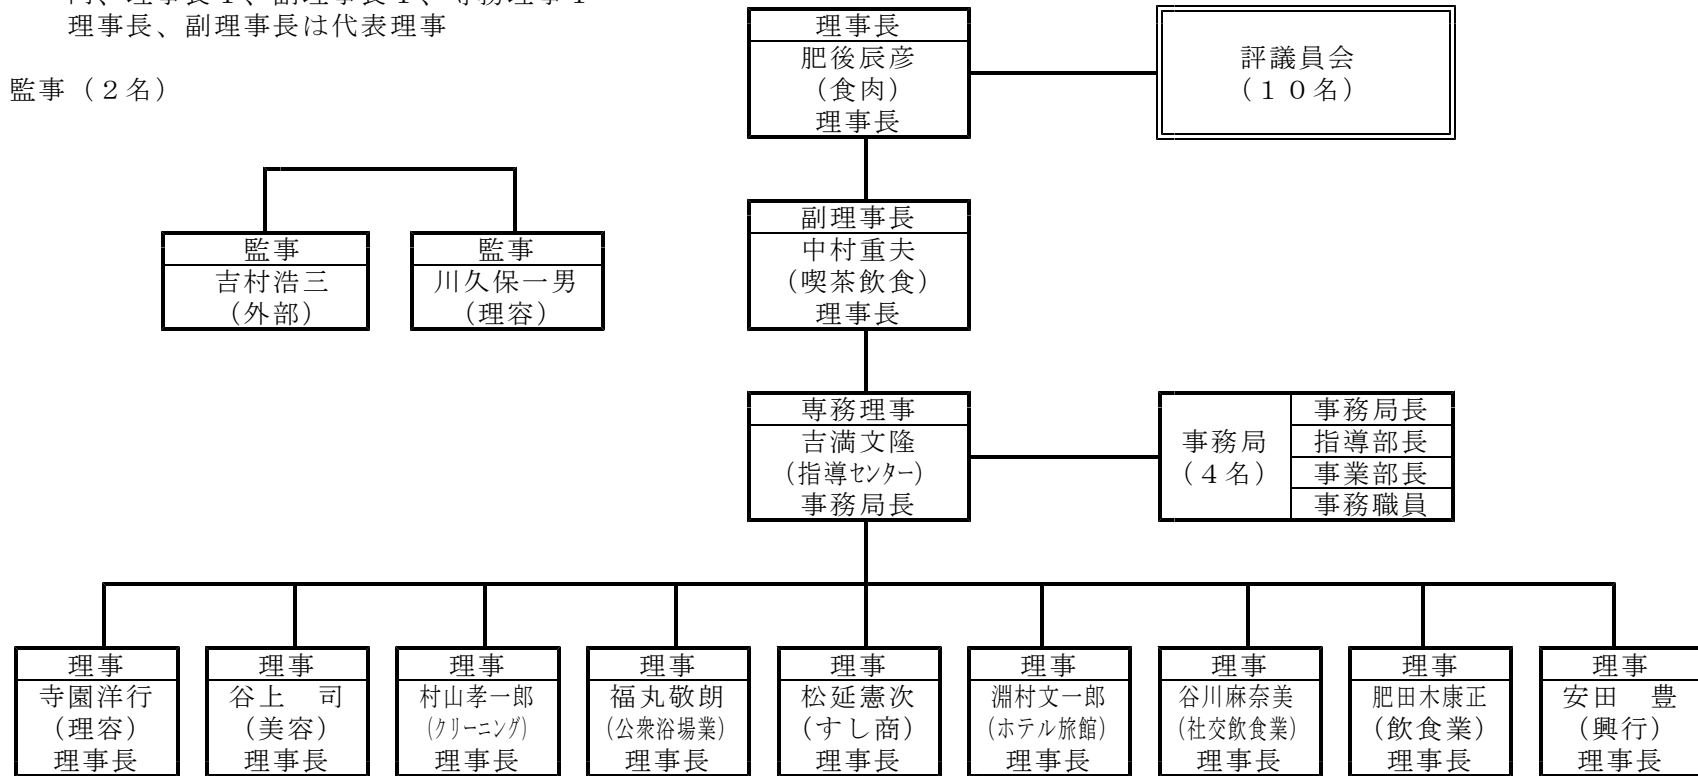 理事長、副理事長は代表理事
監事（２名）
理事長
肥後辰彦
（食肉）
理事長
評議員会
（１０名）
監事
吉村浩三
（外部）
監事
川久保一男
（理容）
副理事長
中村重夫
（喫茶飲食）
理事長
専務理事
吉満文隆
（指導センター）
事務局長
事務局
（４名）
事務局長
指導部長
事業部長
事務職員
理事
寺園洋行
（理容）
理事長
理事
谷上　司
（美容）
理事長
理事
村山孝一郎
（クリーニング）
理事長
理事
福丸敬朗
（公衆浴場業）
理事長
理事
松延憲次
（すし商）
理事長
理事
淵村文一郎
（ホテル旅館）
理事長
理事
谷川麻奈美
（社交飲食業）
理事長
理事
肥田木康正
（飲食業）
理事長
理事
安田　豊
（興行）
理事長